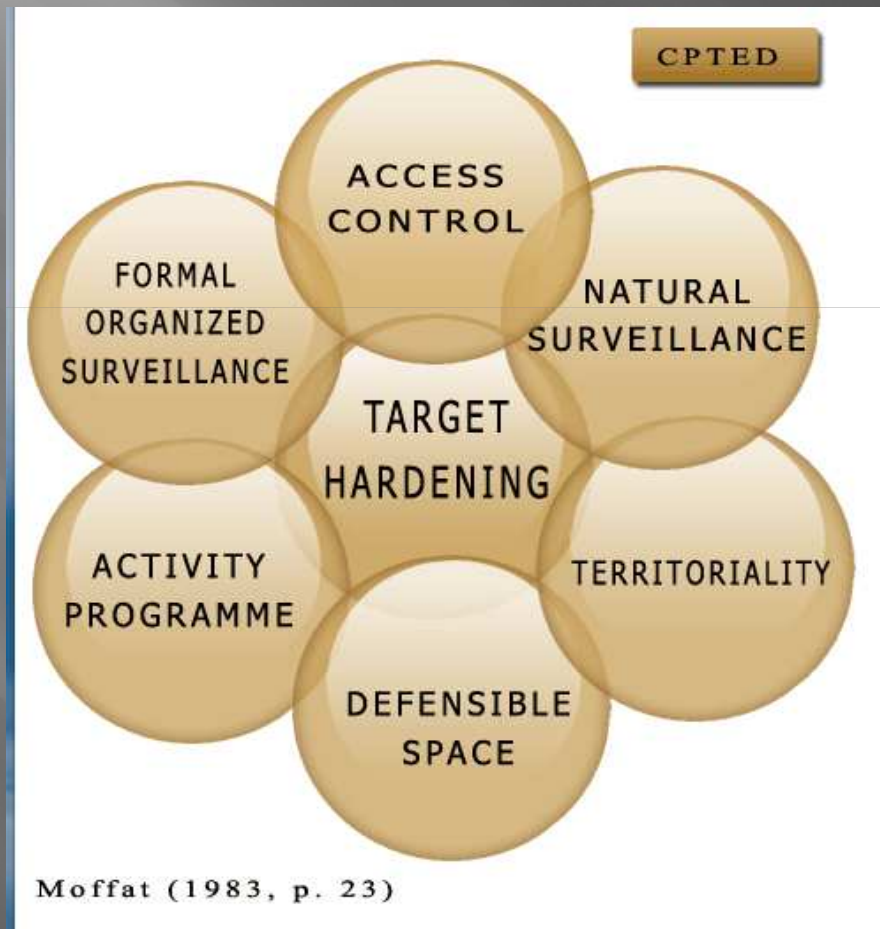 CPTED
ACCESS
CONTROL
FORMAL
ORGANIZED
SURVEILLANCE
NATURAL
SURVEILLANCE
TARGET
HARDENING
ACTIVITY
PROGRAMME
TERRITORIALITY
DEFENSIBLE
SPACE
Moffat (1983, p. 23)